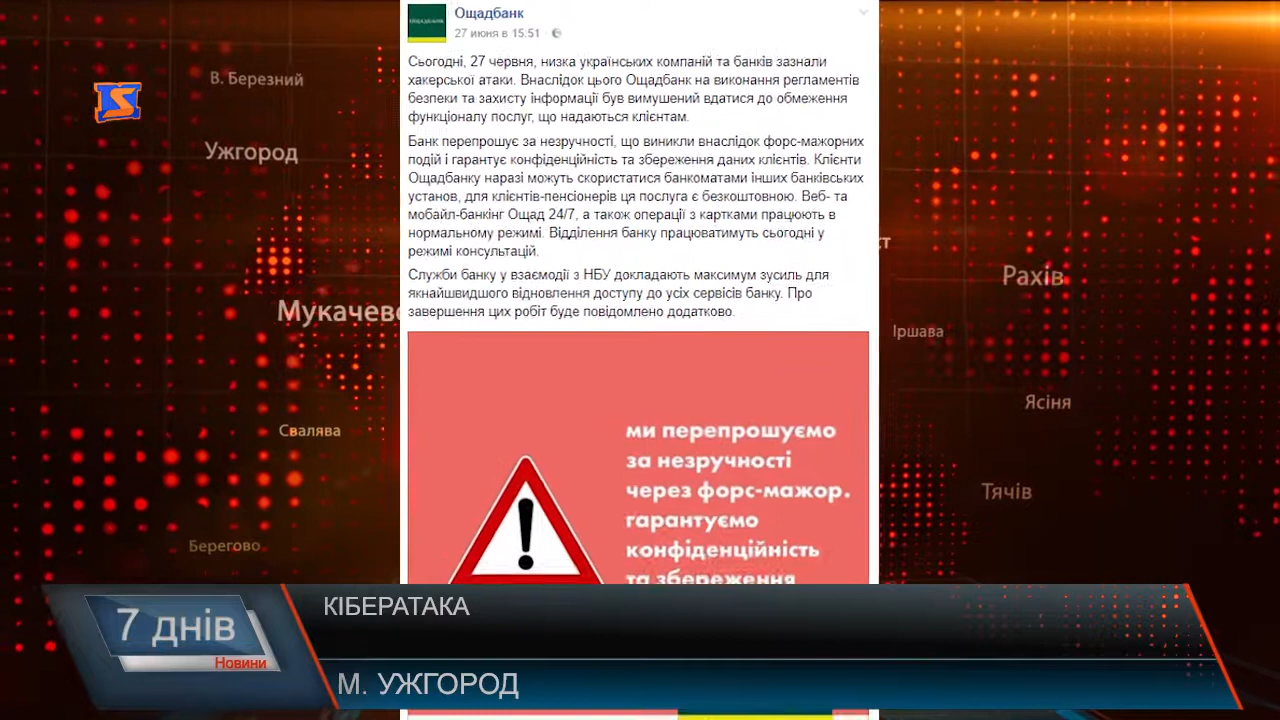 Ощадбанк
ОЩАДБАНК
27 июня в 15:51
Сьогодні, 27 червня, низка українських компаній та банків зазнали
хакерської атаки. Внаслідок цього Ощадбанк на виконання регламентів
безпеки та захисту інформації був вимушений вдатися до обмеження
функціоналу послуг, що надаються клієнтам.
Банк перепрошує за незручності, що виникли внаслідок форс-мажорних
подій і гарантує конфіденційність та збереження даних клієнтів. Клієнти
Ощадбанку наразі можуть скористатися банкоматами інших банківських
установ, для клієнтів-пенсіонерів ця послуга є безкоштовною. Веб- та
мобайл-банкінг Ощад 24/7, а також операції з картками працюють в
нормальному режимі. Відділення банку працюватимуть сьогодні у
режимі консультацій.
Служби банку у взаємодії з НБУ докладають максимум зусиль для
якнайшвидшого відновлення доступу до усіх сервісів банку. Про
завершення цих робіт буде повідомлено додатково.
ми перепрошуємо
за незручності
через форс-мажор.
гарантуємо
конфіденційність
та збереження
В. Березний
Ужгород
Мукачево
Свалява
Берегово
Рахів
Іршава
Ясіня
Тячів
7 днів
Новини
КІБЕРАТАКА
М. УЖГОРОД